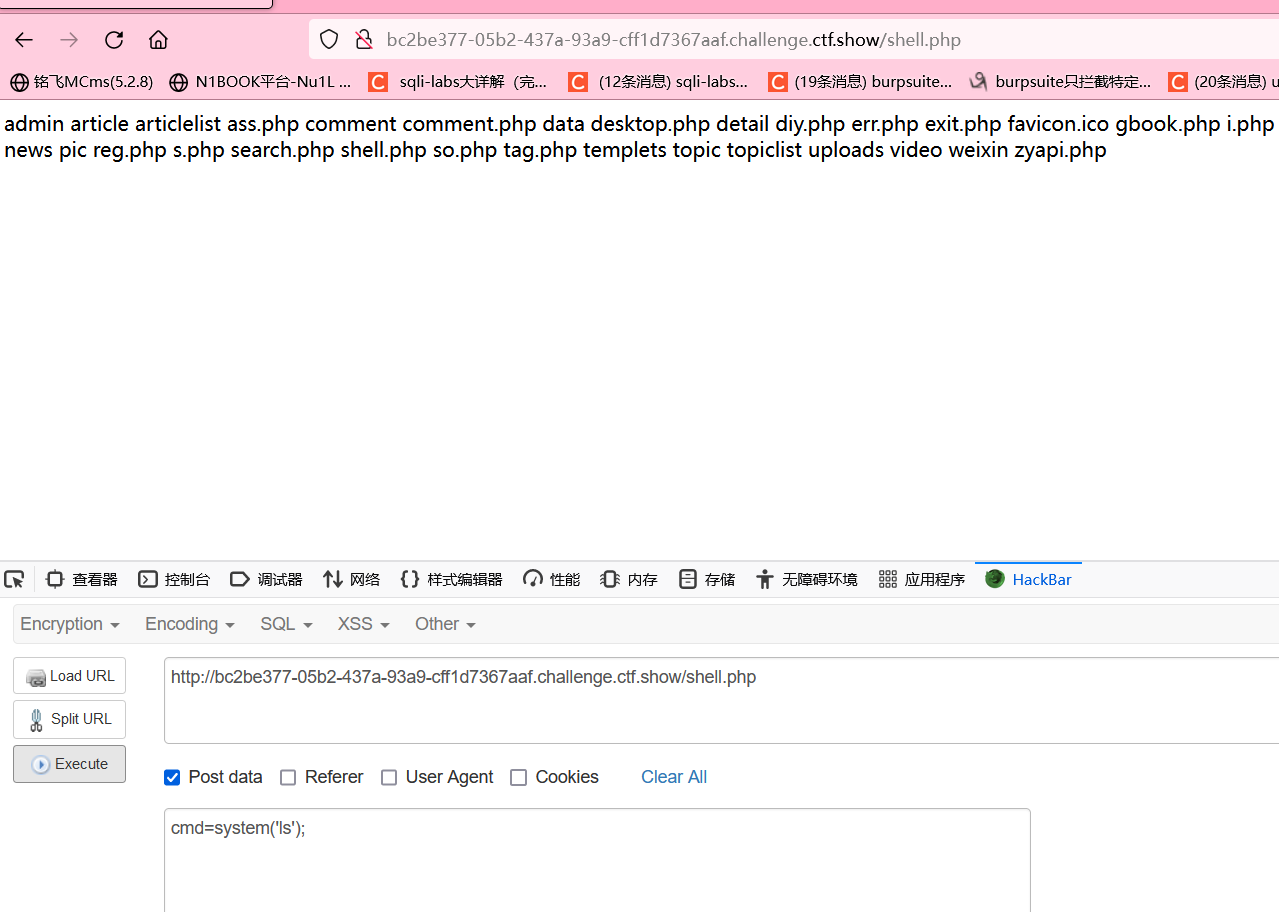 bc2be377-05b2-437a-93a9-cff1d7367aaf.challenge.ctf.show/shell.php
铭飞MCms(5.2.8) N1BOOK平台-Nu1L ... C sqli-labs大详解（完... C (12条消息) sqli-labs... C (19条消息) burpsuite... burpsuite只拦截特定... C (20条消息) u
admin article articlelist ass.php comment comment.php data desktop.php detail diy.php err.php exit.php favicon.ico gbook.php i.php
news pic reg.php s.php search.php shell.php so.php tag.php templets topic topiclist uploads video weixin zyapi.php
查看器 控制台 调试器 网络 样式编辑器 性能 内存 存储 无障碍环境 应用程序 HackBar
Encryption Encoding SQL XSS Other
Load URL http://bc2be377-05b2-437a-93a9-cff1d7367aaf.challenge.ctf.show/shell.php
Split URL
Execute
Post data Referer User Agent Cookies Clear All
cmd=system('ls');